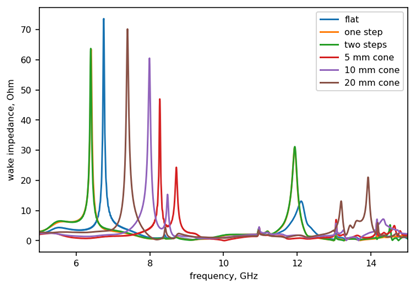 flat
one step
two steps
5 mm cone
10 mm cone
20 mm cone
70
60
50
40
30
20
10
0
wake impedance, Ohm
6 8 10 12 14
frequency, GHz